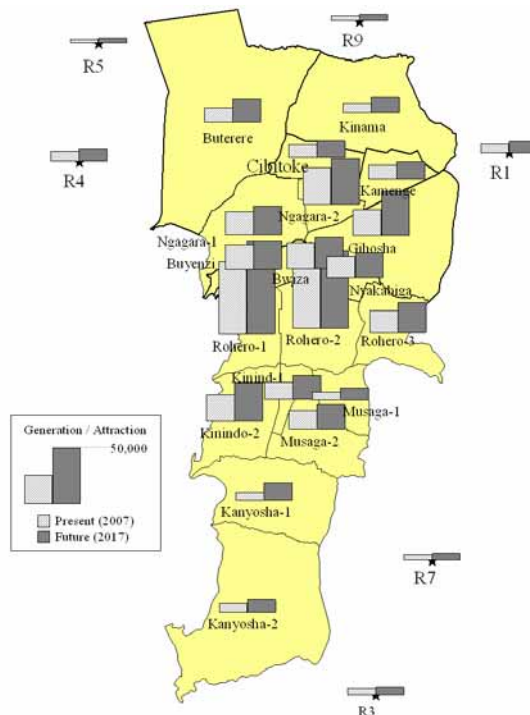 R9
R5
Buterere
Kinama
R4
R1
Cibitoke
Kamenge
Ngagara-2
Ngagara-1
Gihosha
Buyenzi
Bwiza
Nyakabiga
Rohero-1
Rohero-2
Rohero-3
Kinind-1
Musaga-1
Kinindo-2
Musaga-2
Generation / Attraction
50,000
Present (2007)
Future (2017)
Kanyosha-1
R7
Kanyosha-2
R3